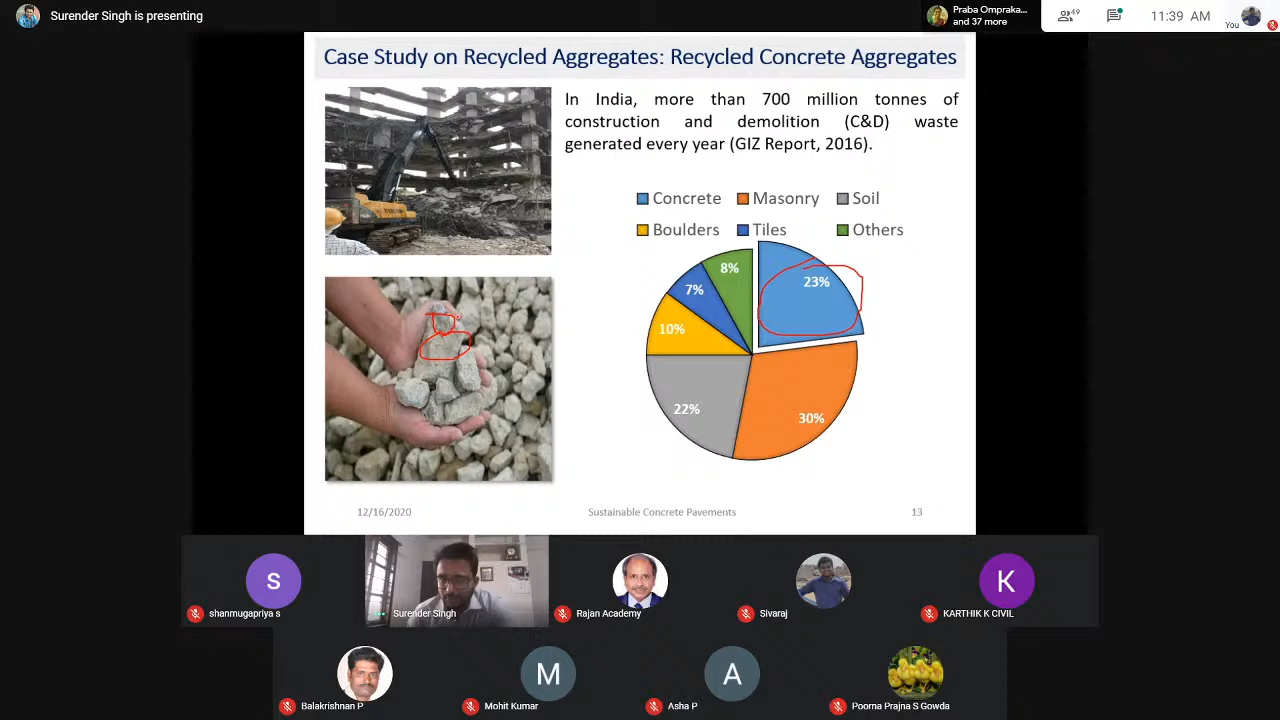 Surender Singh is presenting
Praba Ompraka...
and 37 more
49
11:39 AM
You
Case Study on Recycled Aggregates: Recycled Concrete Aggregates
In India, more than 700 million tonnes of
construction and demolition (C&D) waste
generated every year (GIZ Report, 2016).
Concrete Masonry Soil
Boulders Tiles Others
8%
23%
7%
10%
22%
30%
12/16/2020
Sustainable Concrete Pavements
13
S
shanmugapriya s
Surender Singh
Rajan Academy
Sivaraj
K
KARTHIK K CIVIL
Balakrishnan P
M
Mohit Kumar
A
Asha P
Poorna Prajna S Gowda